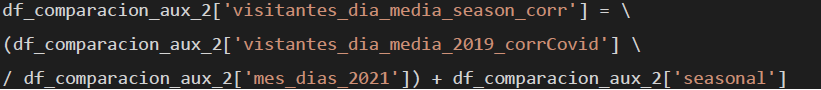 df_comparacion_aux_2['visitantes_dia_media_season_corr'] = \
(df_comparacion_aux_2['vistantes_dia_media_2019_corrCovid'] \
/ df_comparacion_aux_2['mes_dias_2021']) + df_comparacion_aux_2['seasonal']